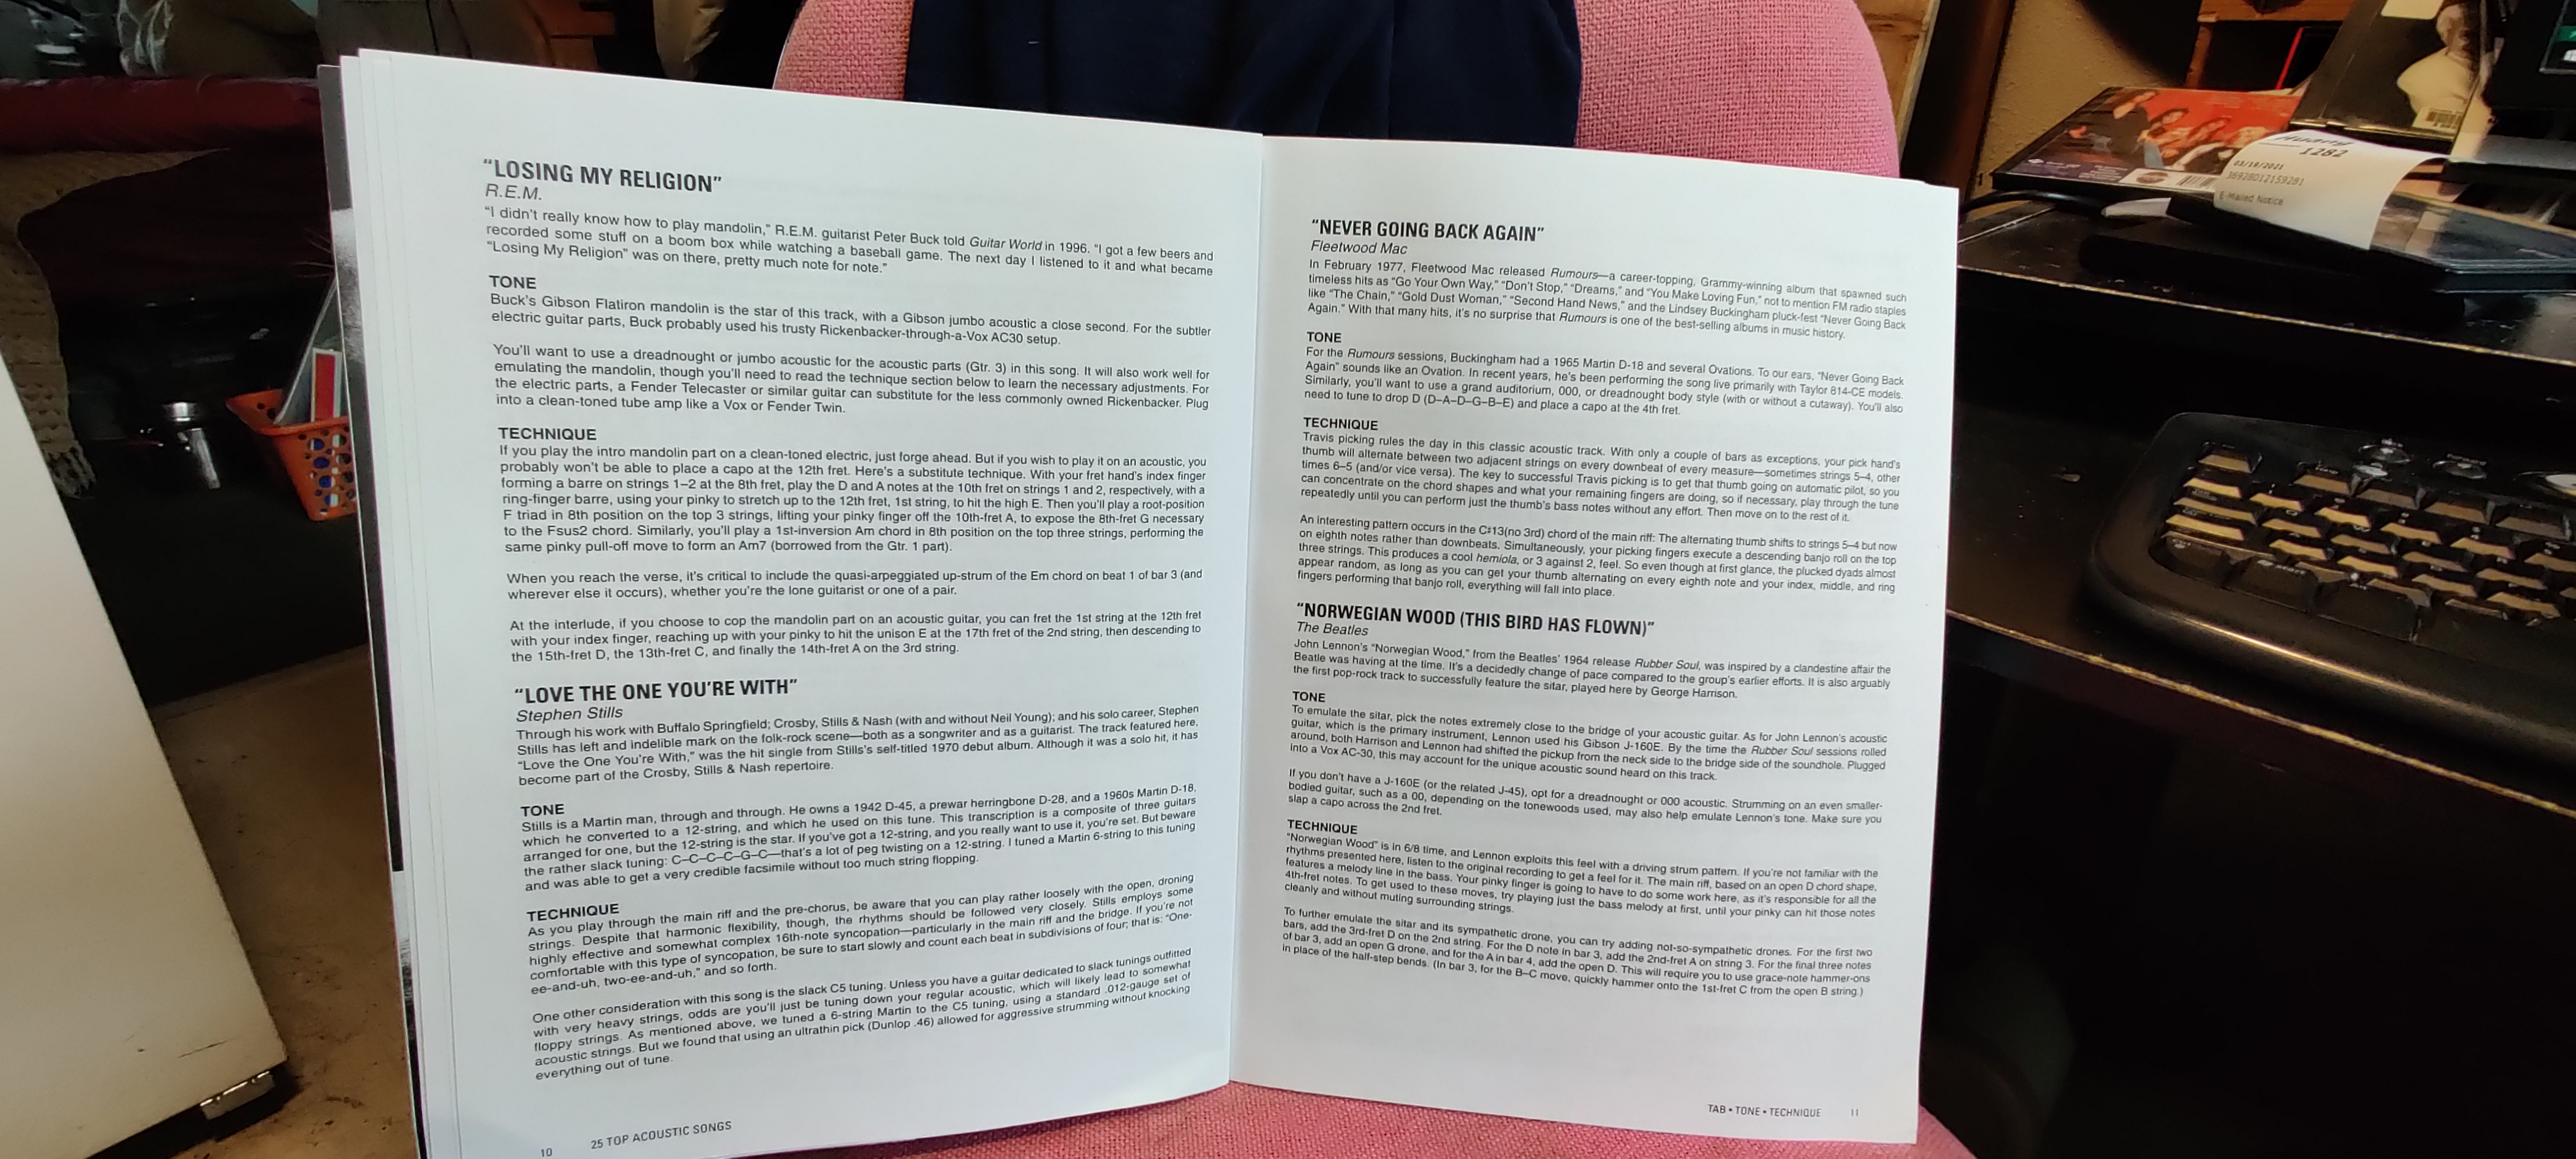 "LOSING MY RELIGION"
R.E.M.
"I didn't really know how to play mandolin," R.E.M. guitarist Peter Buck told Guitar World in 1996. "I got a few beers and
recorded some stuff on a boom box while watching a baseball game. The next day I listened to it and what became
"Losing My Religion" was on there, pretty much note for note."
TONE
Buck's Gibson Flatiron mandolin is the star of this track, with a Gibson jumbo acoustic a close second. For the subtler
electric guitar parts, Buck probably used his trusty Rickenbacker-through-a-Vox AC30 setup.
You'll want to use a dreadnought or jumbo acoustic for the acoustic parts (Gtr. 3) in this song. It will also work well for
emulating the mandolin, though you'll need to read the technique section below to learn the necessary adjustments. For
the electric parts, a Fender Telecaster or similar guitar can substitute for the less commonly owned Rickenbacker. Plug
into a clean-toned tube amp like a Vox or Fender Twin.
TECHNIQUE
If you play the intro mandolin part on a clean-toned electric, just forge ahead. But if you wish to play it on an acoustic, you
probably won't be able to place a capo at the 12th fret. Here's a substitute technique. With your fret hand's index finger
forming a barre on strings 1–2 at the 8th fret, play the D and A notes at the 10th fret on strings 1 and 2, respectively, with a
ring-finger barre, using your pinky to stretch up to the 12th fret, 1st string, to hit the high E. Then you'll play a root-position
F triad in 8th position on the top 3 strings, lifting your pinky finger off the 10th-fret A, to expose the 8th-fret G necessary
to the Fsus2 chord. Similarly, you'll play a 1st-inversion Am chord in 8th position on the top three strings, performing the
same pinky pull-off move to form an Am7 (borrowed from the Gtr. 1 part).
When you reach the verse, it's critical to include the quasi-arpeggiated up-strum of the Em chord on beat 1 of bar 3 (and
wherever else it occurs), whether you're the lone guitarist or one of a pair.
At the interlude, if you choose to cop the mandolin part on an acoustic guitar, you can fret the 1st string at the 12th fret
with your index finger, reaching up with your pinky to hit the unison E at the 17th fret of the 2nd string, then descending to
the 15th-fret D, the 13th-fret C, and finally the 14th-fret A on the 3rd string.
"LOVE THE ONE YOU'RE WITH"
Stephen Stills
Through his work with Buffalo Springfield; Crosby, Stills & Nash (with and without Neil Young); and his solo career, Stephen
Stills has left and indelible mark on the folk-rock scene—both as a songwriter and as a guitarist. The track featured here,
"Love the One You're With," was the hit single from Stills's self-titled 1970 debut album. Although it was a solo hit, it has
become part of the Crosby, Stills & Nash repertoire.
TONE
Stills is a Martin man, through and through. He owns a 1942 D-45, a prewar herringbone D-28, and a 1960s Martin D-18,
which he converted to a 12-string, and which he used on this tune. This transcription is a composite of three guitars
arranged for one, but the 12-string is the star. If you've got a 12-string, and you really want to use it, you're set. But beware
the rather slack tuning: C–C–C–C–G–C—that's a lot of peg twisting on a 12-string. I tuned a Martin 6-string to this tuning
and was able to get a very credible facsimile without too much string flopping.
TECHNIQUE
As you play through the main riff and the pre-chorus, be aware that you can play rather loosely with the open, droning
strings. Despite that harmonic flexibility, though, the rhythms should be followed very closely. Stills employs some
highly effective and somewhat complex 16th-note syncopation—particularly in the main riff and the bridge. If you're not
comfortable with this type of syncopation, be sure to start slowly and count each beat in subdivisions of four; that is: "One-
ee-and-uh, two-ee-and-uh," and so forth.
One other consideration with this song is the slack C5 tuning. Unless you have a guitar dedicated to slack tunings outfitted
with very heavy strings, odds are you'll just be tuning down your regular acoustic, which will likely lead to somewhat
floppy strings. As mentioned above, we tuned a 6-string Martin to the C5 tuning, using a standard .012-gauge set of
acoustic strings. But we found that using an ultrathin pick (Dunlop .46) allowed for aggressive strumming without knocking
everything out of tune.
10 25 TOP ACOUSTIC SONGS
"NEVER GOING BACK AGAIN"
Fleetwood Mac
In February 1977, Fleetwood Mac released Rumours—a career-topping, Grammy-winning album that spawned such
timeless hits as "Go Your Own Way," "Don't Stop," "Dreams," and "You Make Loving Fun," not to mention FM radio staples
like "The Chain," "Gold Dust Woman," "Second Hand News," and the Lindsey Buckingham pluck-fest "Never Going Back
Again." With that many hits, it's no surprise that Rumours is one of the best-selling albums in music history.
TONE
For the Rumours sessions, Buckingham had a 1965 Martin D-18 and several Ovations. To our ears, "Never Going Back
Again" sounds like an Ovation. In recent years, he's been performing the song live primarily with Taylor 814-CE models.
Similarly, you'll want to use a grand auditorium, 000, or dreadnought body style (with or without a cutaway). You'll also
need to tune to drop D (D–A–D–G–B–E) and place a capo at the 4th fret.
TECHNIQUE
Travis picking rules the day in this classic acoustic track. With only a couple of bars as exceptions, your pick hand's
thumb will alternate between two adjacent strings on every downbeat of every measure—sometimes strings 5–4, other
times 6–5 (and/or vice versa). The key to successful Travis picking is to get that thumb going on automatic pilot, so you
can concentrate on the chord shapes and what your remaining fingers are doing, so if necessary, play through the tune
repeatedly until you can perform just the thumb's bass notes without any effort. Then move on to the rest of it.
An interesting pattern occurs in the C♯13(no 3rd) chord of the main riff: The alternating thumb shifts to strings 5–4 but now
on eighth notes rather than downbeats. Simultaneously, your picking fingers execute a descending banjo roll on the top
three strings. This produces a cool hemiola, or 3 against 2, feel. So even though at first glance, the plucked dyads almost
appear random, as long as you can get your thumb alternating on every eighth note and your index, middle, and ring
fingers performing that banjo roll, everything will fall into place.
"NORWEGIAN WOOD (THIS BIRD HAS FLOWN)"
The Beatles
John Lennon's "Norwegian Wood," from the Beatles' 1964 release Rubber Soul, was inspired by a clandestine affair the
Beatle was having at the time. It's a decidedly change of pace compared to the group's earlier efforts. It is also arguably
the first pop-rock track to successfully feature the sitar, played here by George Harrison.
TONE
To emulate the sitar, pick the notes extremely close to the bridge of your acoustic guitar. As for John Lennon's acoustic
guitar, which is the primary instrument, Lennon used his Gibson J-160E. By the time the Rubber Soul sessions rolled
around, both Harrison and Lennon had shifted the pickup from the neck side to the bridge side of the soundhole. Plugged
into a Vox AC-30, this may account for the unique acoustic sound heard on this track.
If you don't have a J-160E (or the related J-45), opt for a dreadnought or 000 acoustic. Strumming on an even smaller-
bodied guitar, such as a 00, depending on the tonewoods used, may also help emulate Lennon's tone. Make sure you
slap a capo across the 2nd fret.
TECHNIQUE
"Norwegian Wood" is in 6/8 time, and Lennon exploits this feel with a driving strum pattern. If you're not familiar with the
rhythms presented here, listen to the original recording to get a feel for it. The main riff, based on an open D chord shape,
features a melody line in the bass. Your pinky finger is going to have to do some work here, as it's responsible for all the
4th-fret notes. To get used to these moves, try playing just the bass melody at first, until your pinky can hit those notes
cleanly and without muting surrounding strings.
To further emulate the sitar and its sympathetic drone, you can try adding not-so-sympathetic drones. For the first two
bars, add the 3rd-fret D on the 2nd string. For the D note in bar 3, add the 2nd-fret A on string 3. For the final three notes
of bar 3, add an open G drone, and for the A in bar 4, add the open D. This will require you to use grace-note hammer-ons
in place of the half-step bends. (In bar 3, for the B–C move, quickly hammer onto the 1st-fret C from the open B string.)
TAB • TONE • TECHNIQUE 11
1282
03/19/2021
36928012159281
E-Mailed Notice